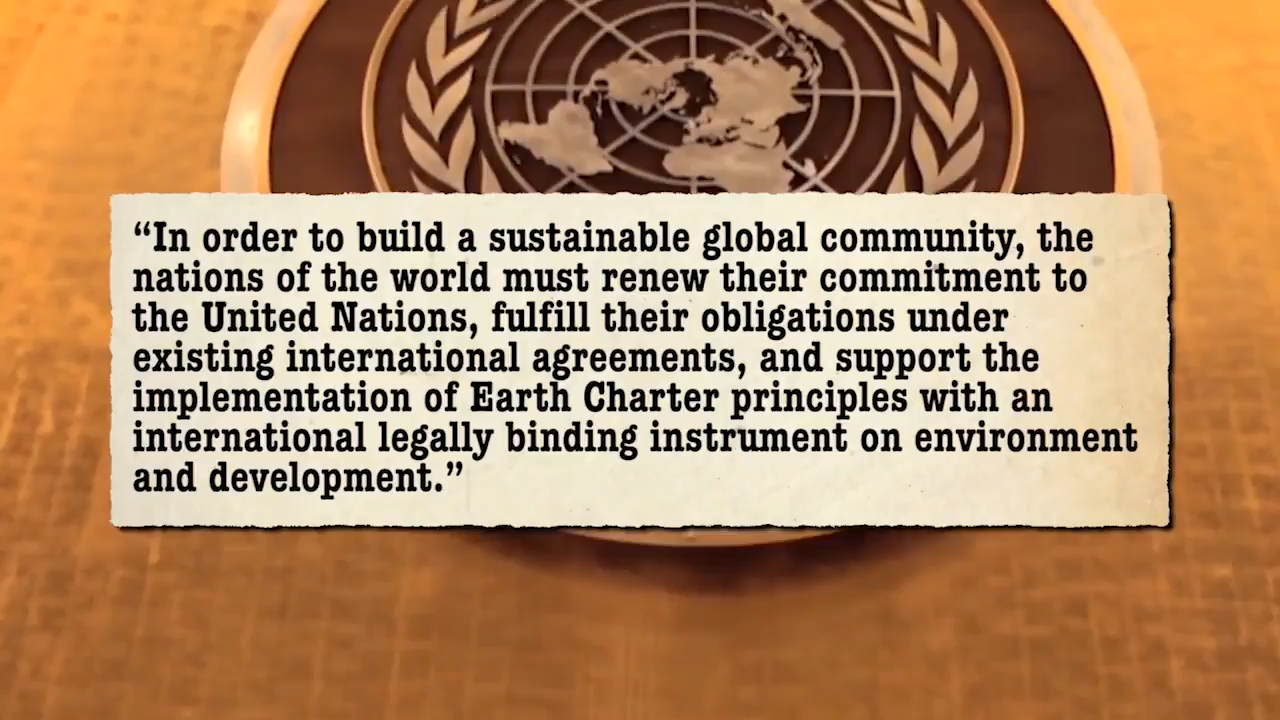 “In order to build a sustainable global community, the
nations of the world must renew their commitment to
the United Nations, fulfill their obligations under
existing international agreements, and support the
implementation of Earth Charter principles with an
international legally binding instrument on environment
and development.”